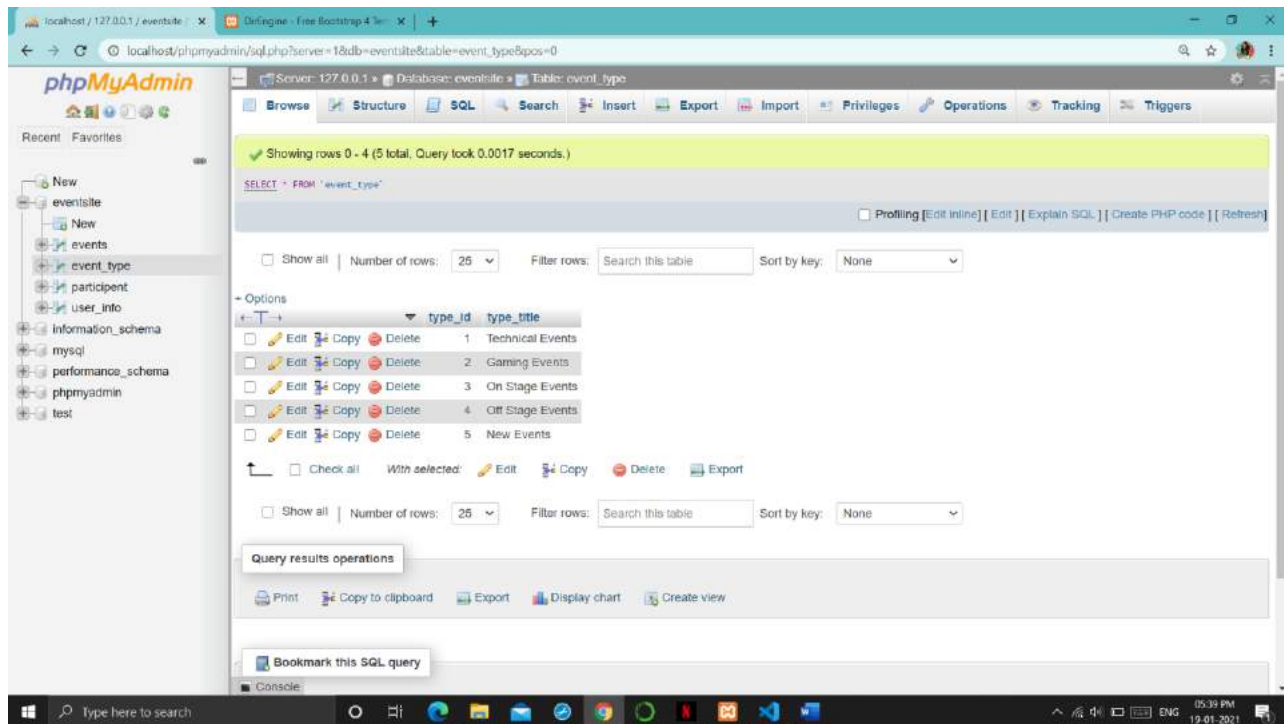 localhost / 127.0.0.1 / eventsite /
DirEngine - Free Bootstrap 4 Tem
localhost/phpmyadmin/sql.php?server=1&db=eventsite&table=event_type&pos=0
phpMyAdmin
Server: 127.0.0.1 » Database: eventsite » Table: event_type
Browse Structure SQL Search Insert Export Import Privileges Operations Tracking Triggers
Recent Favorites
New
eventsite
New
events
event_type
participent
user_info
information_schema
mysql
performance_schema
phpmyadmin
test
Showing rows 0 - 4 (5 total, Query took 0.0017 seconds.)
SELECT * FROM `event_type`
Profiling [Edit inline] [ Edit ] [ Explain SQL ] [ Create PHP code ] [ Refresh]
Show all | Number of rows: 25 Filter rows: Search this table Sort by key: None
+ Options
type_id type_title
Edit Copy Delete 1 Technical Events
Edit Copy Delete 2 Gaming Events
Edit Copy Delete 3 On Stage Events
Edit Copy Delete 4 Off Stage Events
Edit Copy Delete 5 New Events
Check all With selected: Edit Copy Delete Export
Show all | Number of rows: 25 Filter rows: Search this table Sort by key: None
Query results operations
Print Copy to clipboard Export Display chart Create view
Bookmark this SQL query
Console
Type here to search
ENG
05:39 PM
19-01-2021